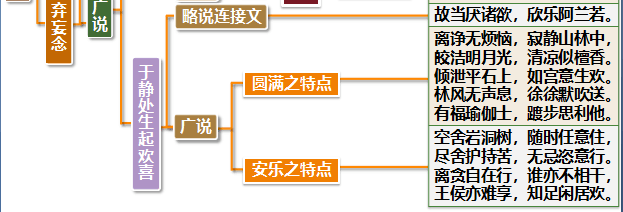 弃妄念
广说
于静处生起欢喜
略说连接文
故当厌诸欲，欣乐阿兰若。
广说
圆满之特点
离诤无烦恼，寂静山林中，
皎洁明月光，清凉似檀香。
倾泄平石上，如宫意生欢。
林风无声息，徐徐默吹送。
有福瑜伽士，踱步思利他。
安乐之特点
空舍岩洞树，随时任意住，
尽舍护持苦，无忌恣意行。
离贪自在行，谁亦不相干，
王侯亦难享，知足闲居欢。